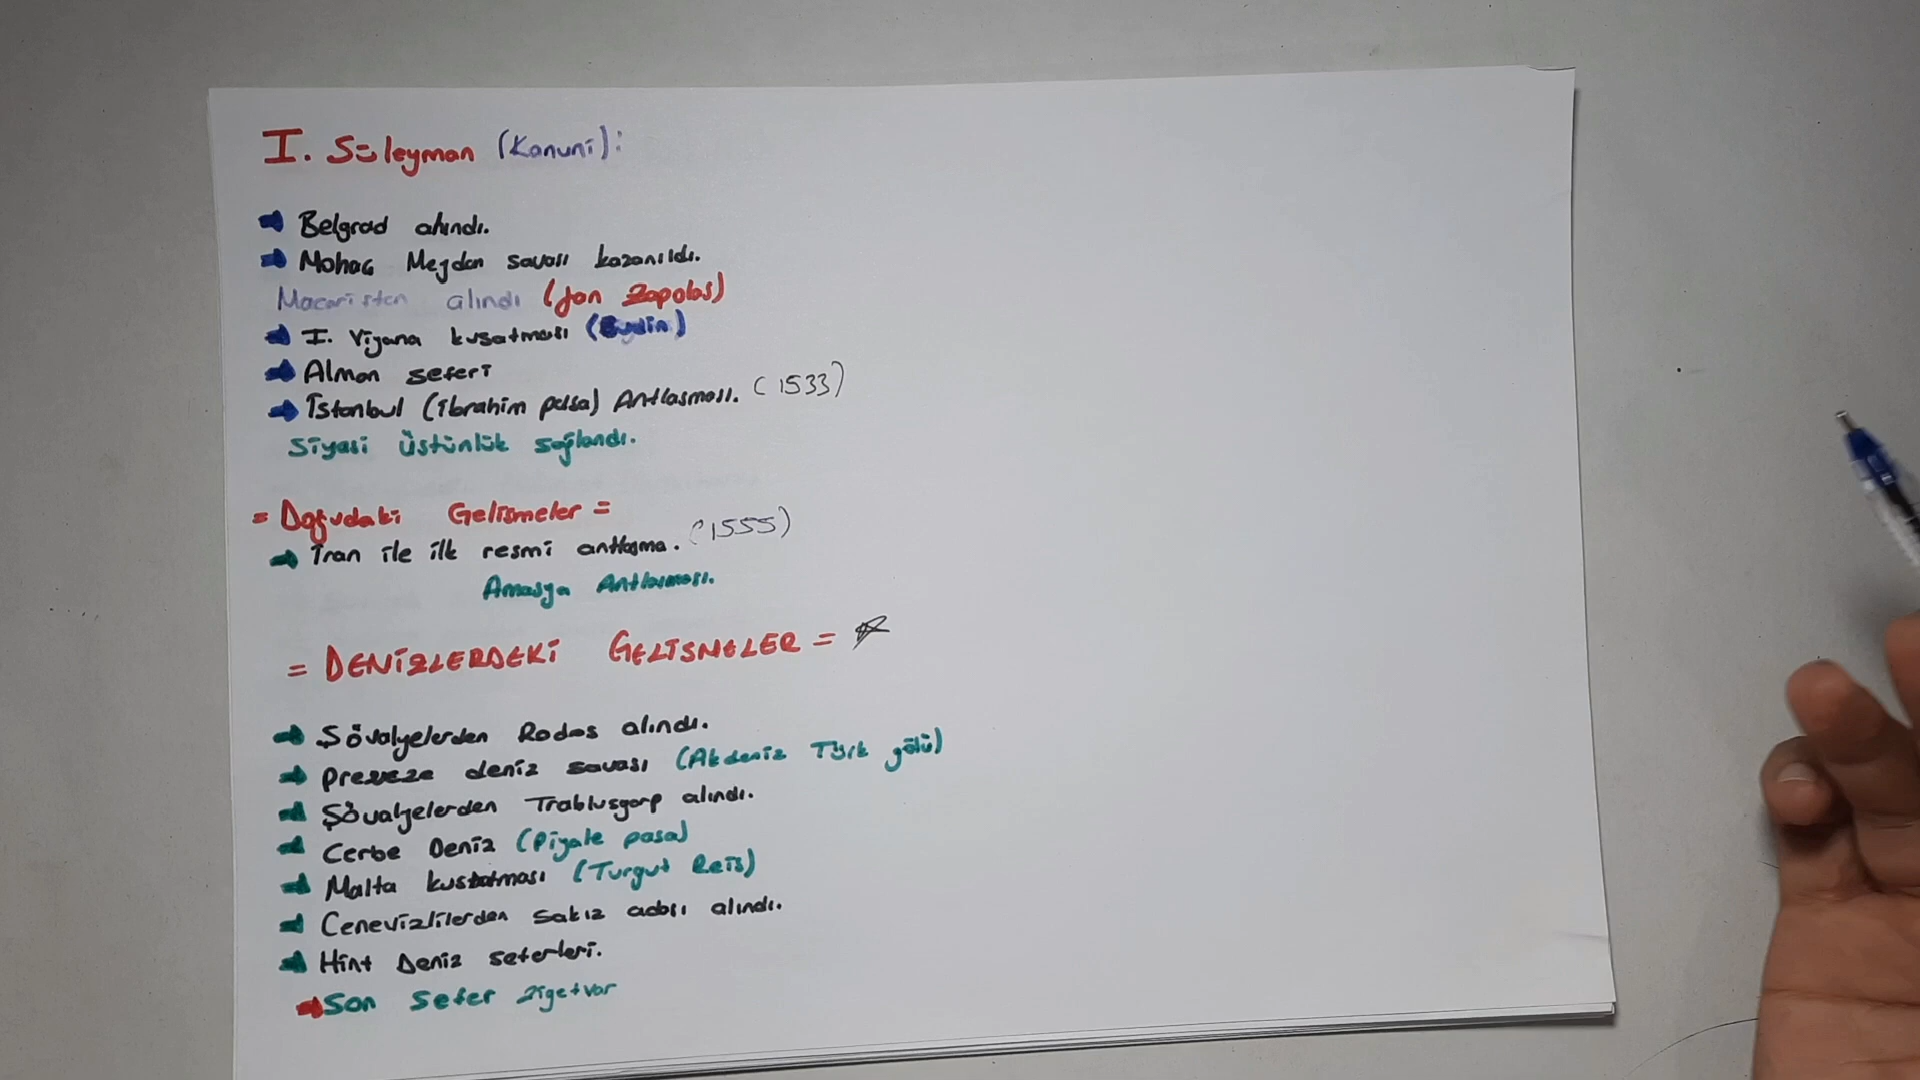 I. Süleyman (Kanuni):
Belgrad alındı.
Mohaç Meydan savaşı kazanıldı.
Macaristan alındı (Jan Zapolas)
I. Viyana kuşatması (Budin)
Alman seferi
İstanbul (ibrahim paşa) Antlaşması. (1533)
Siyasi üstünlük sağlandı.
= Doğudaki Gelişmeler =
İran ile ilk resmi antlaşma. (1555)
Amasya Antlaşması.
= DENİZLERDEKİ GELİŞMELER =
Şövalyelerden Rodos alındı.
Preveze deniz savaşı (Akdeniz Türk gölü)
Şövalyelerden Trablusgarp alındı.
Cerbe Deniz (Piyale paşa)
Malta kuşatması (Turgut Reis)
Cenevizlilerden sakız adası alındı.
Hint Deniz seferleri.
Son Sefer Zigetvar